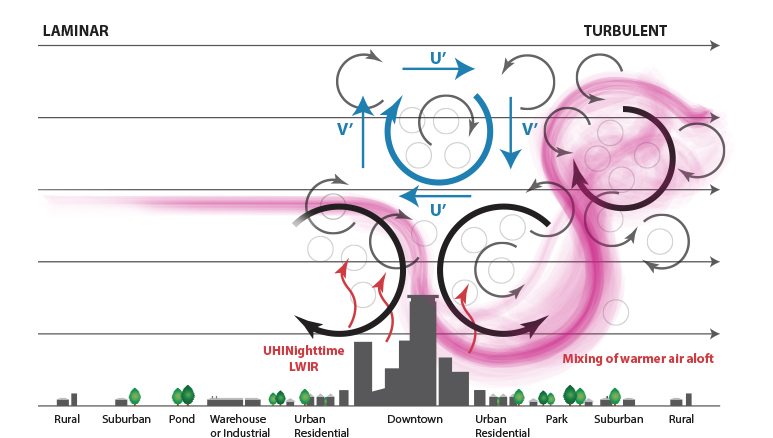 LAMINAR
TURBULENT
U’
V’
V’
U’
UHINighttime
LWIR
Mixing of warmer air aloft
Rural
Suburban
Pond
Warehouse
or Industrial
Urban
Residential
Downtown
Urban
Residential
Park
Suburban
Rural